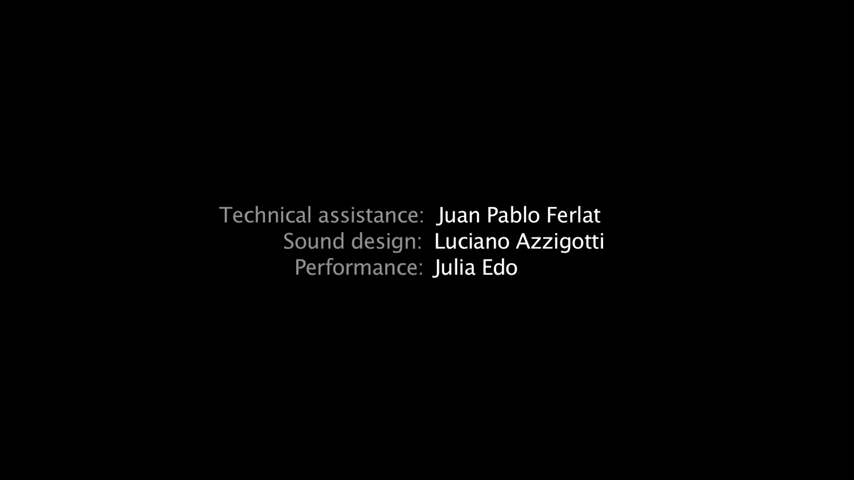 Technical assistance: Juan Pablo Ferlat
Sound design: Luciano Azzigotti
Performance: Julia Edo